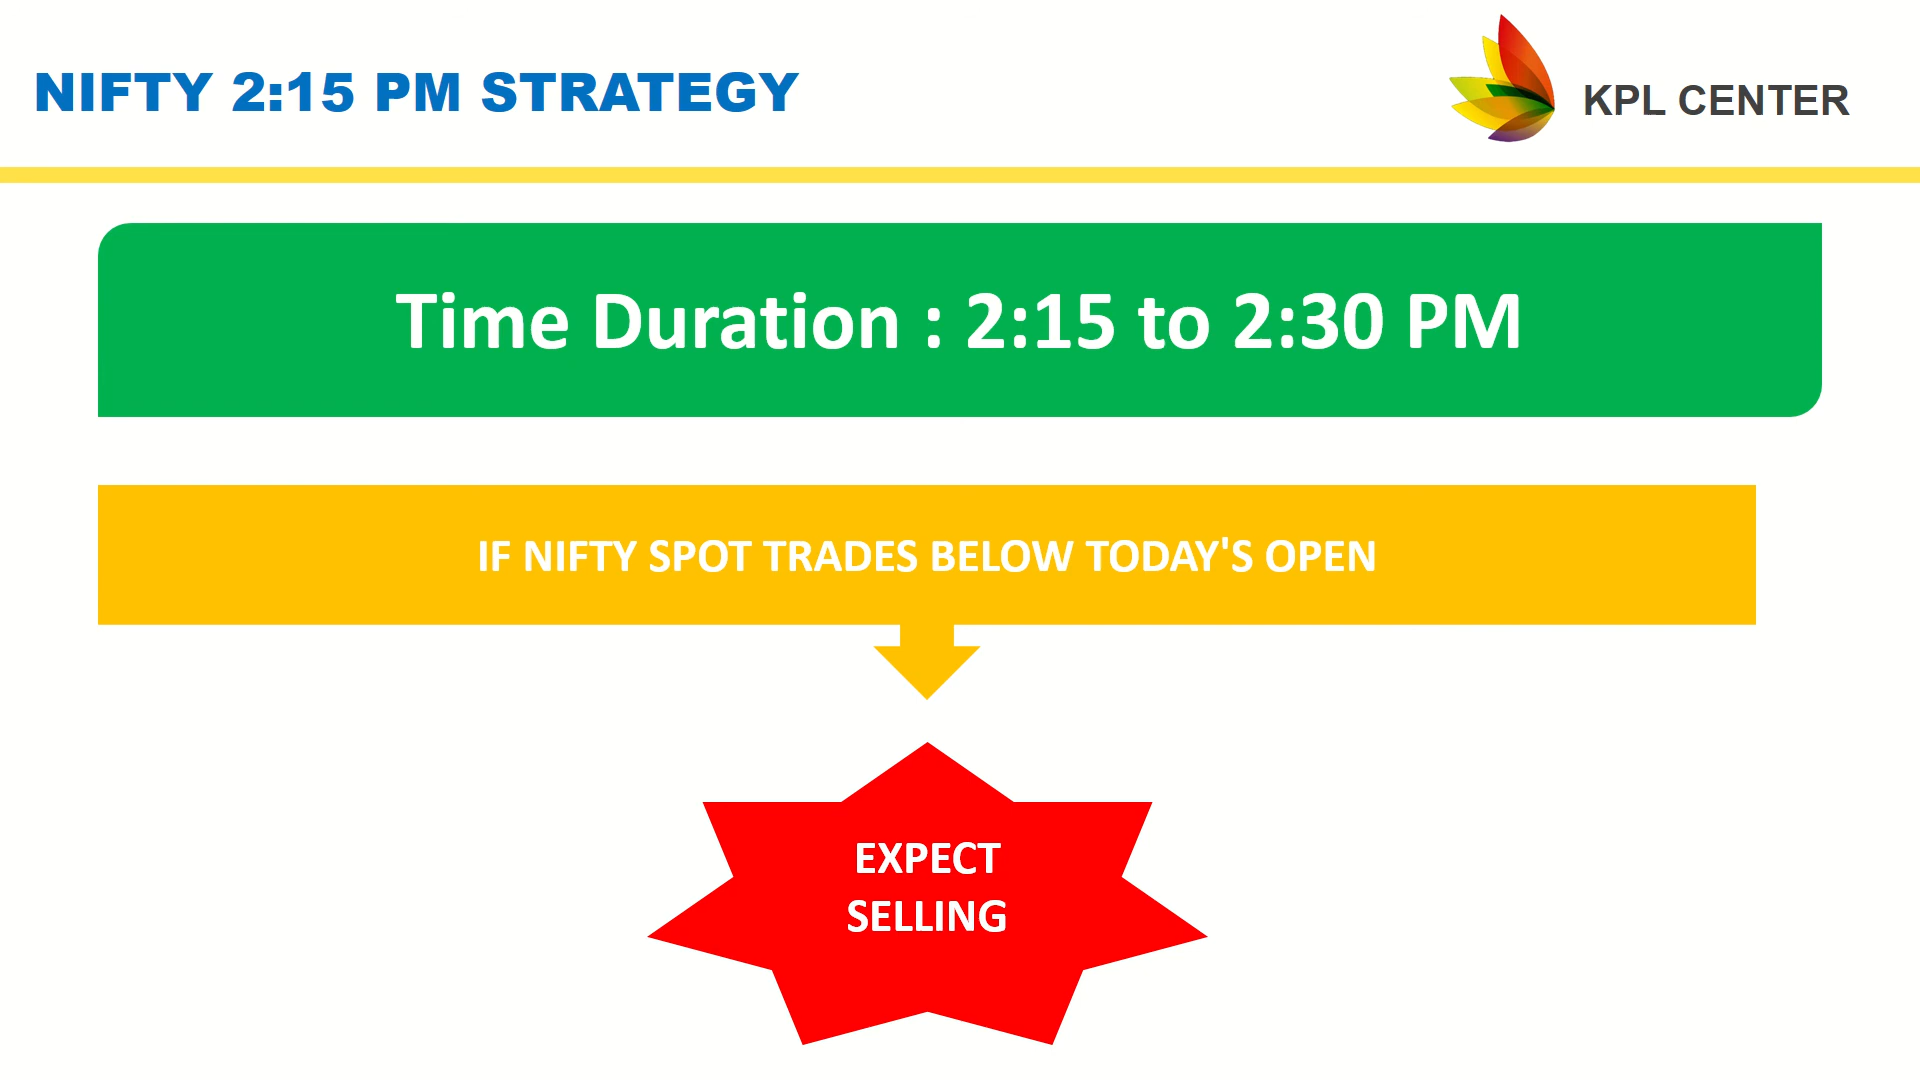 NIFTY 2:15 PM STRATEGY
KPL CENTER
Time Duration : 2:15 to 2:30 PM
IF NIFTY SPOT TRADES BELOW TODAY'S OPEN
EXPECT
SELLING